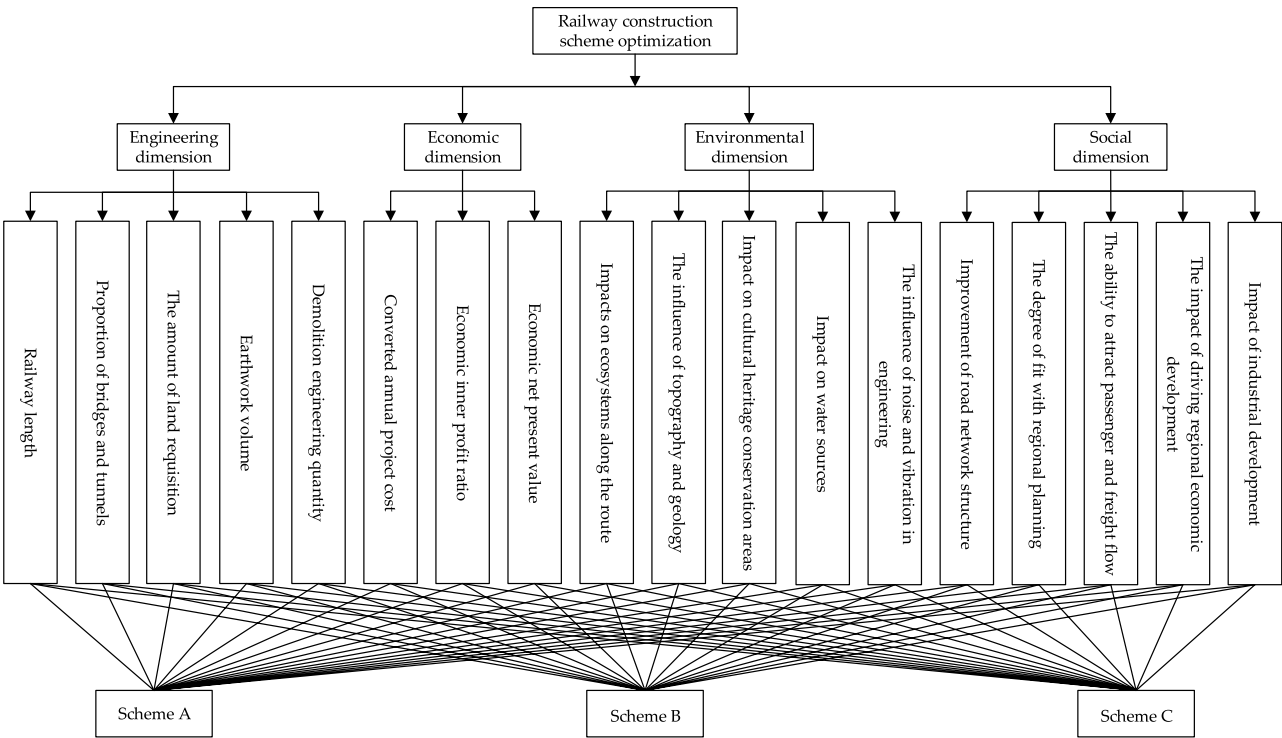 Railway construction
scheme optimization
Engineering
dimension
Economic
dimension
Environmental
dimension
Social
dimension
Railway length
Proportion of bridges and tunnels
The amount of land requisition
Earthwork volume
Demolition engineering quantity
Converted annual project cost
Economic inner profit ratio
Economic net present value
Impacts on ecosystems along the route
The influence of topography and geology
Impact on cultural heritage conservation areas
Impact on water sources
The influence of noise and vibration in
engineering
Improvement of road network structure
The degree of fit with regional planning
The ability to attract passenger and freight flow
The impact of driving regional economic
development
Impact of industrial development
Scheme A
Scheme B
Scheme C